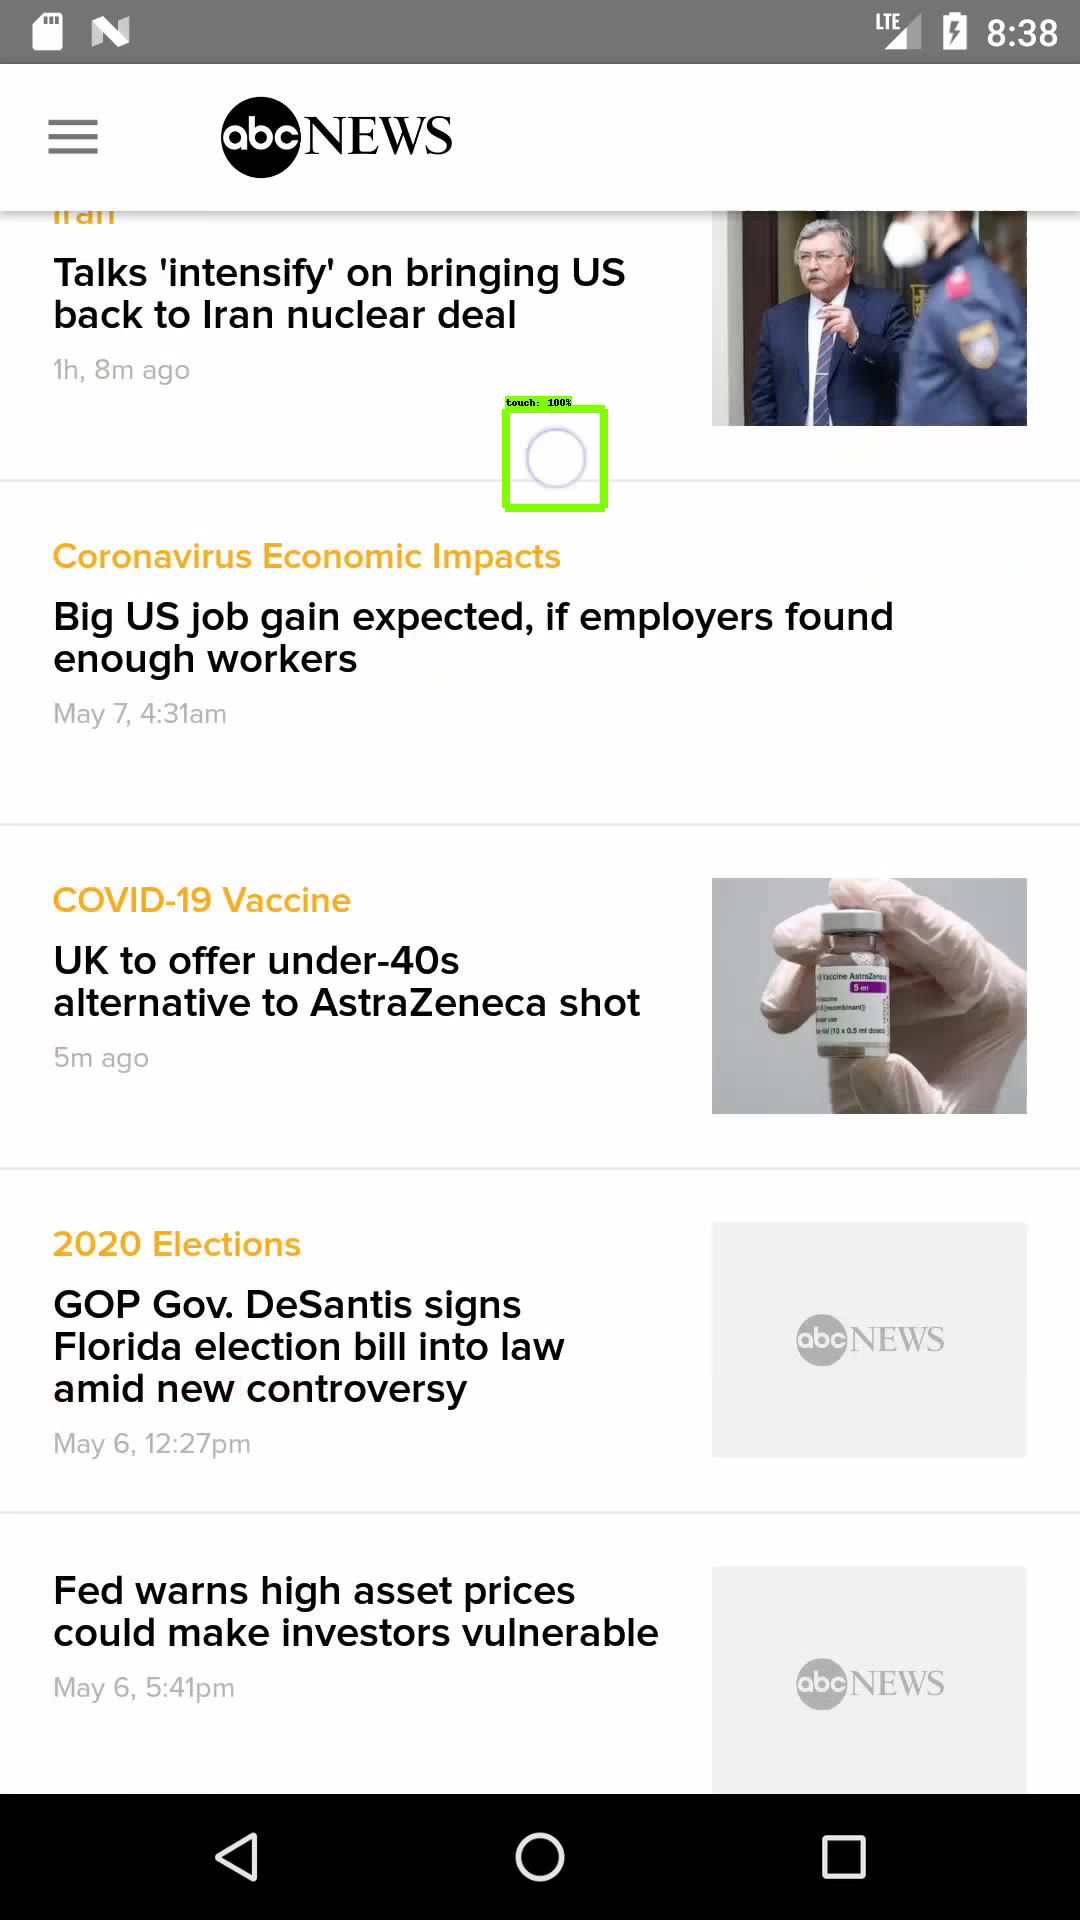 LTE 8:38
abc NEWS
Iran
Talks 'intensify' on bringing US
back to Iran nuclear deal
1h, 8m ago
touch: 100%
Coronavirus Economic Impacts
Big US job gain expected, if employers found
enough workers
May 7, 4:31am
COVID-19 Vaccine
UK to offer under-40s
alternative to AstraZeneca shot
5m ago
Vaccine AstraZeneca
5 ml
2020 Elections
GOP Gov. DeSantis signs
Florida election bill into law
amid new controversy
May 6, 12:27pm
abc NEWS
Fed warns high asset prices
could make investors vulnerable
May 6, 5:41pm
abc NEWS